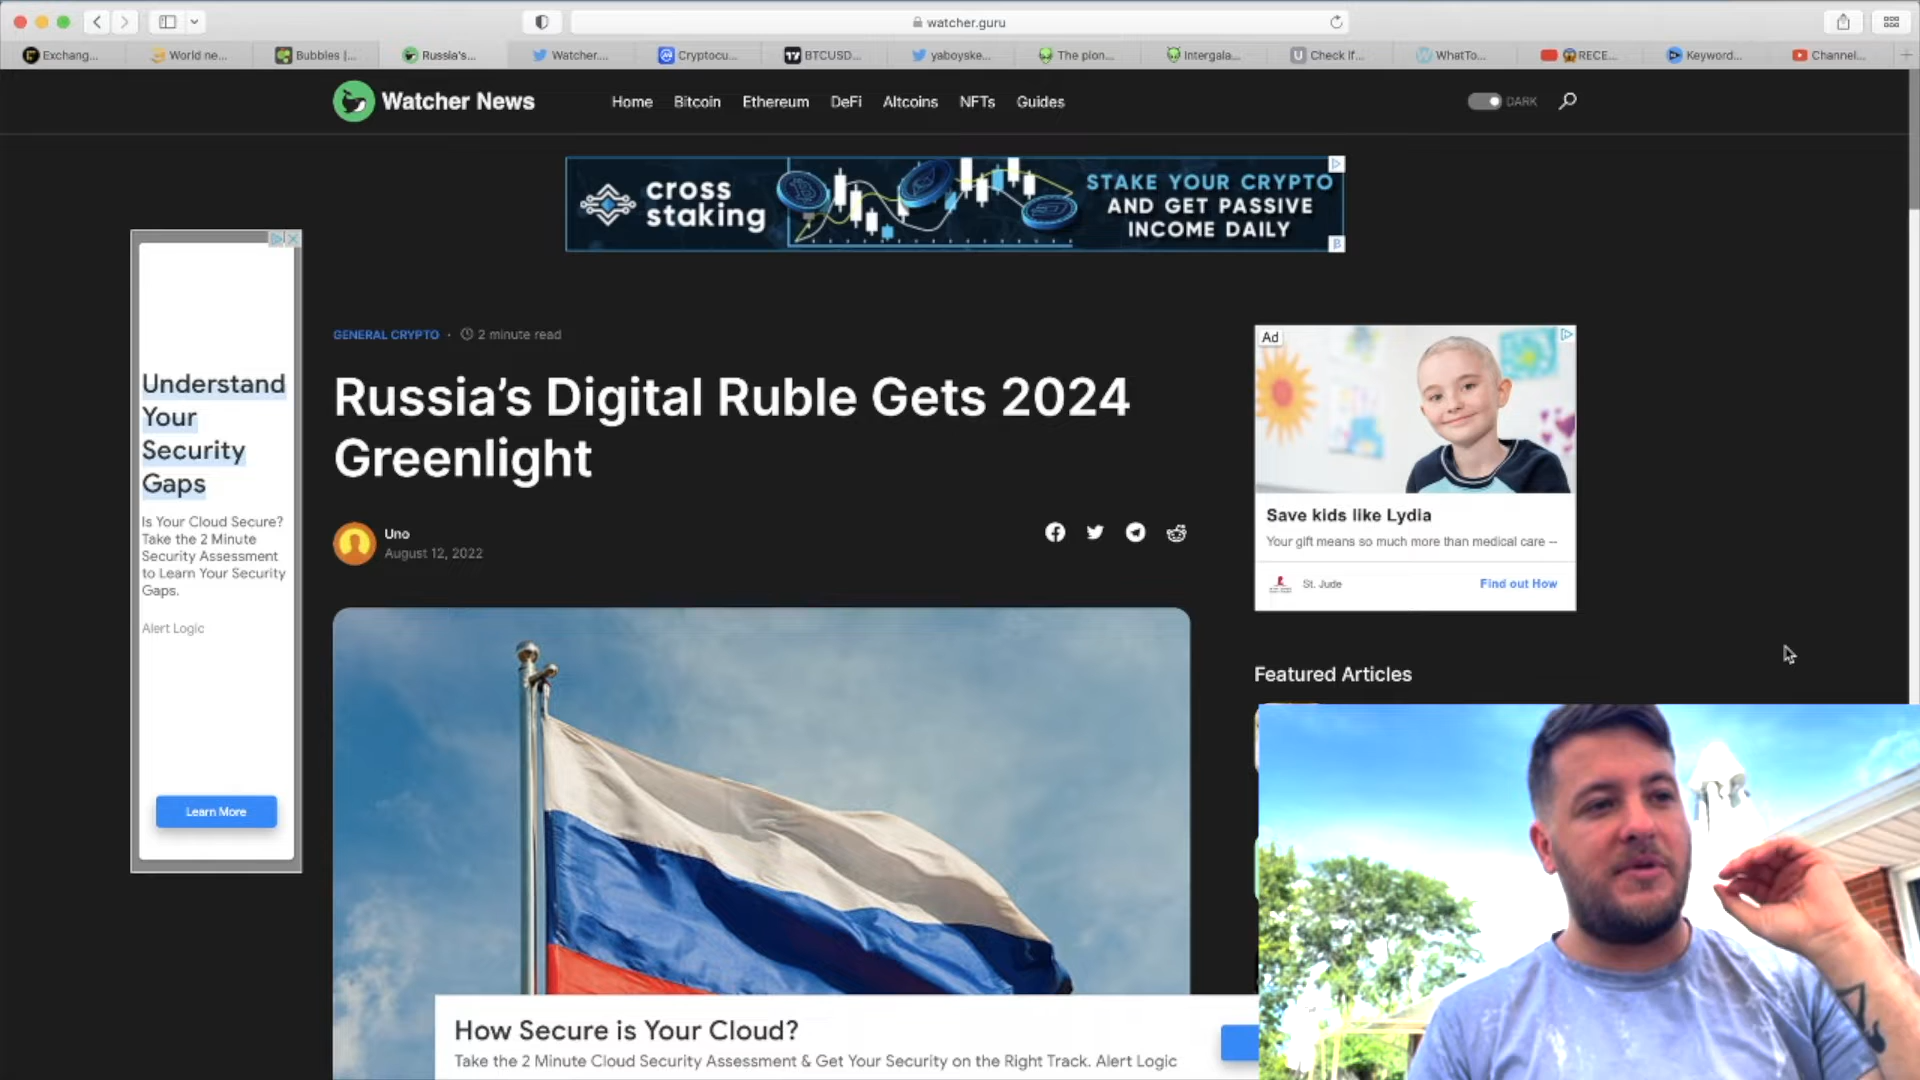 watcher.guru
Exchang...
World ne...
Bubbles |...
Russia's...
Watcher....
Cryptocu...
BTCUSD...
yaboyske...
The pion...
Intergala...
Check If...
WhatTo...
RECE...
Keyword...
Channel...
Watcher News
Home
Bitcoin
Ethereum
DeFi
Altcoins
NFTs
Guides
DARK
cross
staking
STAKE YOUR CRYPTO
AND GET PASSIVE
INCOME DAILY
GENERAL CRYPTO · 2 minute read
Russia's Digital Ruble Gets 2024
Greenlight
Uno
August 12, 2022
Understand
Your
Security
Gaps
Is Your Cloud Secure?
Take the 2 Minute
Security Assessment
to Learn Your Security
Gaps.
Alert Logic
Learn More
Ad
Save kids like Lydia
Your gift means so much more than medical care --
St. Jude
Find out How
Featured Articles
How Secure is Your Cloud?
Take the 2 Minute Cloud Security Assessment & Get Your Security on the Right Track. Alert Logic